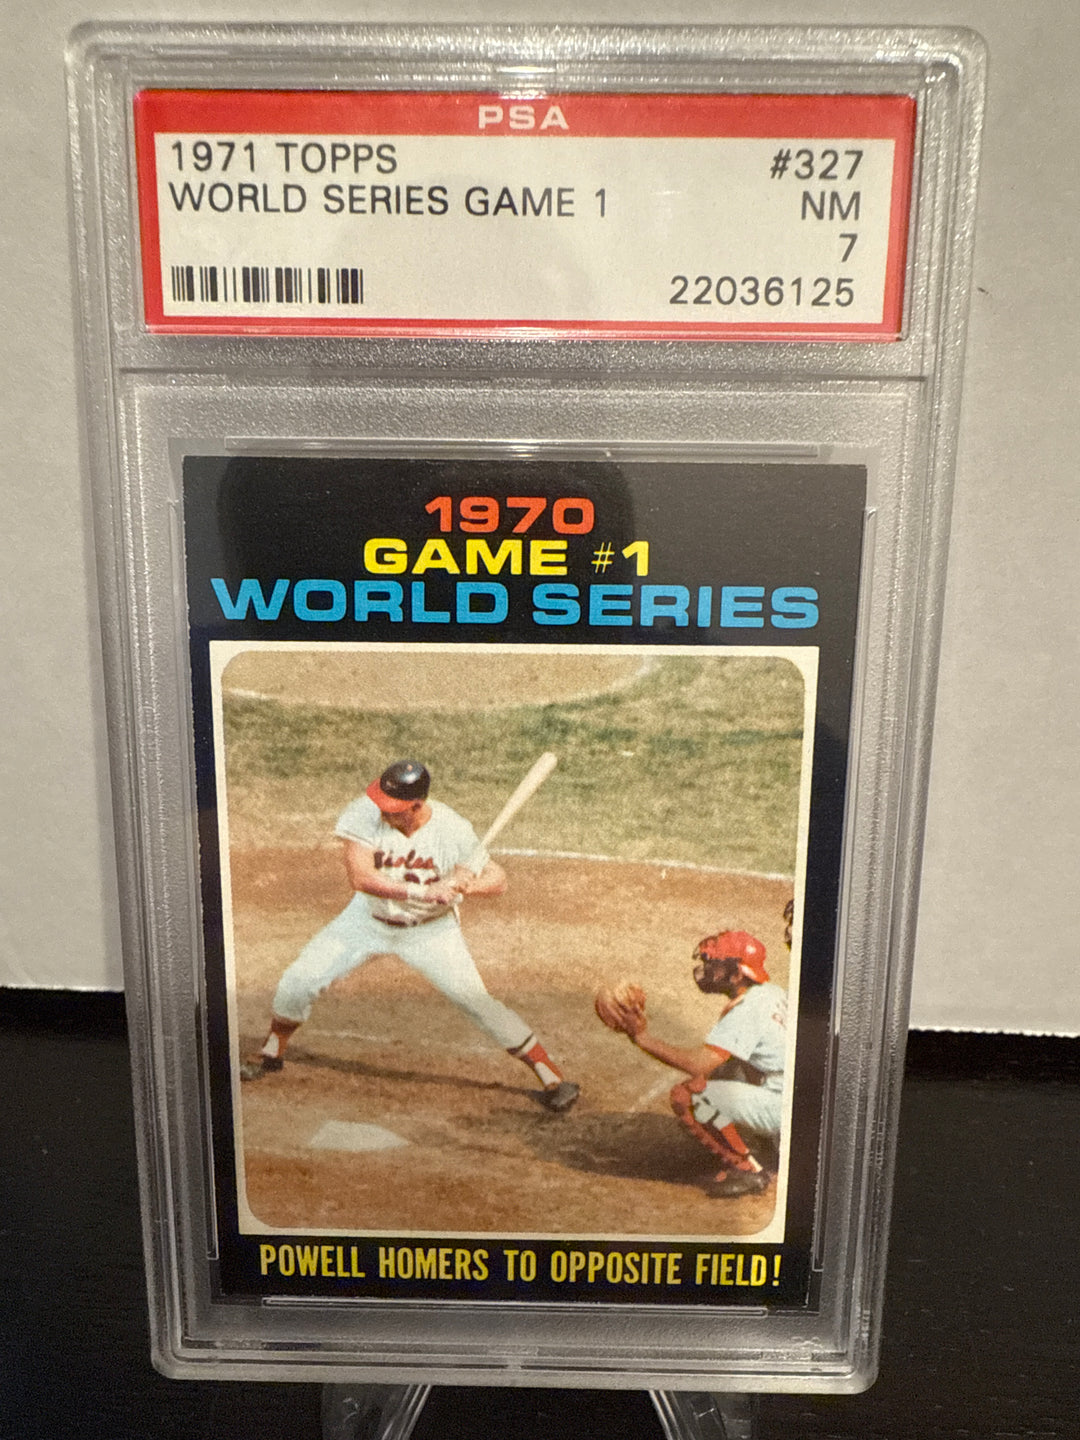 PSA
1971 TOPPS #327
WORLD SERIES GAME 1 NM
7
22036125
1970
GAME #1
WORLD SERIES
POWELL HOMERS TO OPPOSITE FIELD!